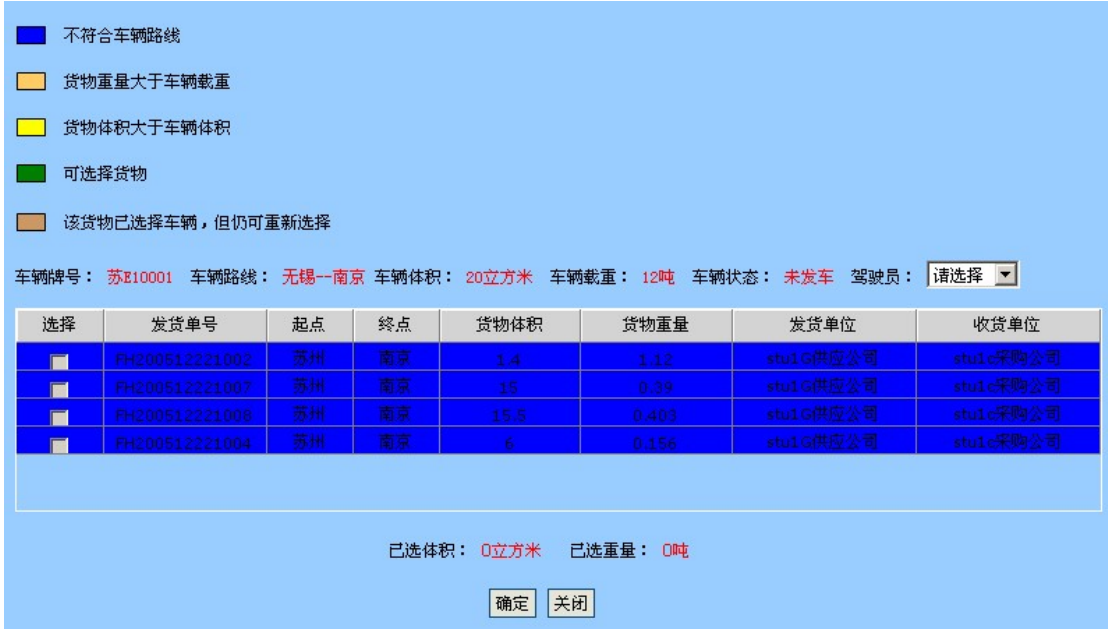 不符合车辆路线
货物重量大于车辆载重
货物体积大于车辆体积
可选择货物
该货物已选择车辆，但仍可重新选择
车辆牌号： 苏E10001 车辆路线： 无锡--南京 车辆体积： 20立方米 车辆载重： 12吨 车辆状态： 未发车 驾驶员： 请选择
选择 发货单号 起点 终点 货物体积 货物重量 发货单位 收货单位
FH200512221002 苏州 南京 1.4 1.12 stu1G供应公司 stu1c采购公司
FH200512221007 苏州 南京 15 0.39 stu1G供应公司 stu1c采购公司
FH200512221008 苏州 南京 15.5 0.403 stu1G供应公司 stu1c采购公司
FH200512221004 苏州 南京 6 0.156 stu1G供应公司 stu1c采购公司
已选体积： 0立方米 已选重量： 0吨
确定 关闭